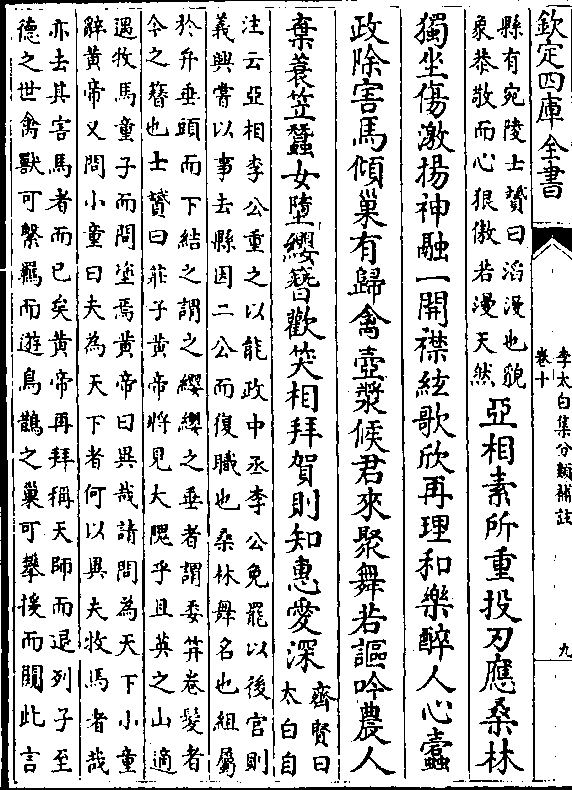 欽定四庫全書
李太白集分類補註
卷十
九
縣有宛陵士贇曰滔漫也貌
象恭敬而心狠傲若漫天然
亞相素所重投刃應桑林
獨坐傷激揚神融一開襟絃歌欣再理和樂醉人心蠹
政除害馬傾巢有歸禽壺漿候君來聚舞若謳吟農人
棄蓑笠蠶女墮纓簪歡笑相拜賀則知惠愛深
齊賢曰
太白自
注云亞相李公重之以能政中丞李公免罷以後官則
義興嘗以事去縣因二公而復職也桑林舞名也組屬
於弁垂頭而下結之謂之纓纓之垂者謂委笄卷髮者
今之簪也士贇曰莊子黃帝將見大隗乎且英之山適
遇牧馬童子而問塗焉黃帝曰異哉請問為天下小童
辭黃帝又問小童曰夫為天下者何以異夫牧馬者哉
亦去其害馬者而已矣黃帝再拜稱天師而退列子至
德之世禽獸可繫羈而遊鳥鵲之巢可攀援而闚此言